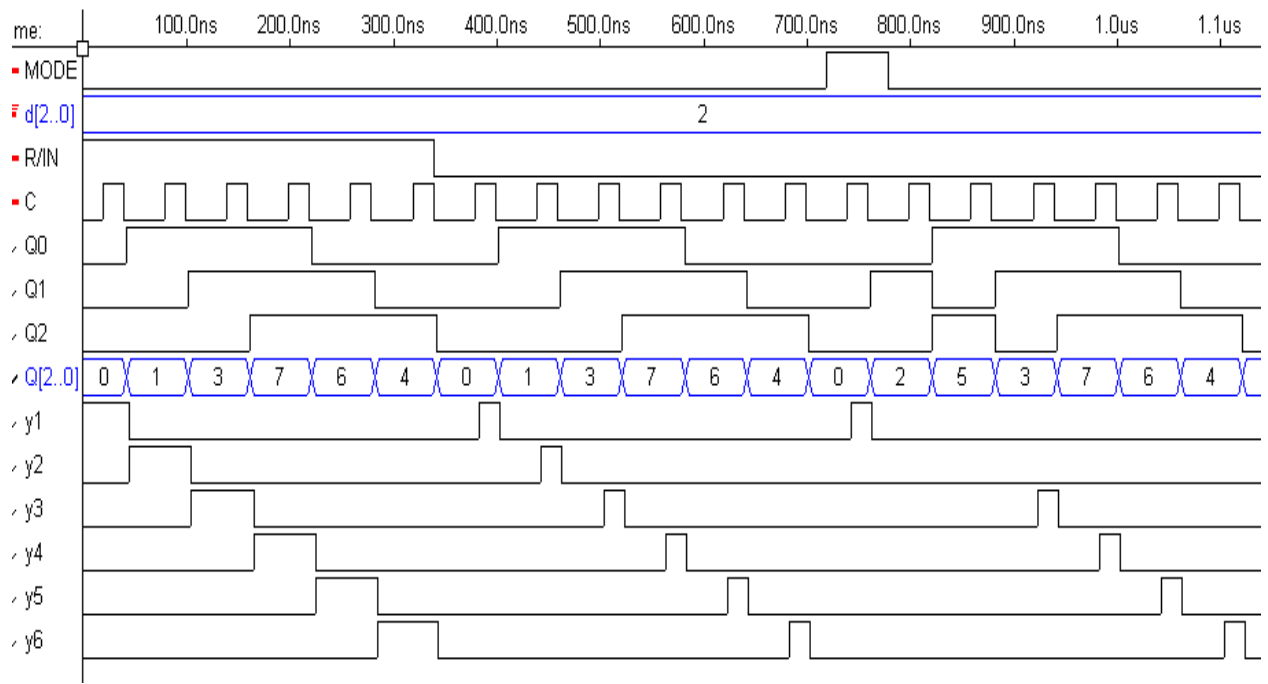 me: 100.0ns 200.0ns 300.0ns 400.0ns 500.0ns 600.0ns 700.0ns 800.0ns 900.0ns 1.0us 1.1us
MODE
d[2..0] 2
R/IN
C
Q0
Q1
Q2
Q[2..0] 0 1 3 7 6 4 0 1 3 7 6 4 0 2 5 3 7 6 4
y1
y2
y3
y4
y5
y6